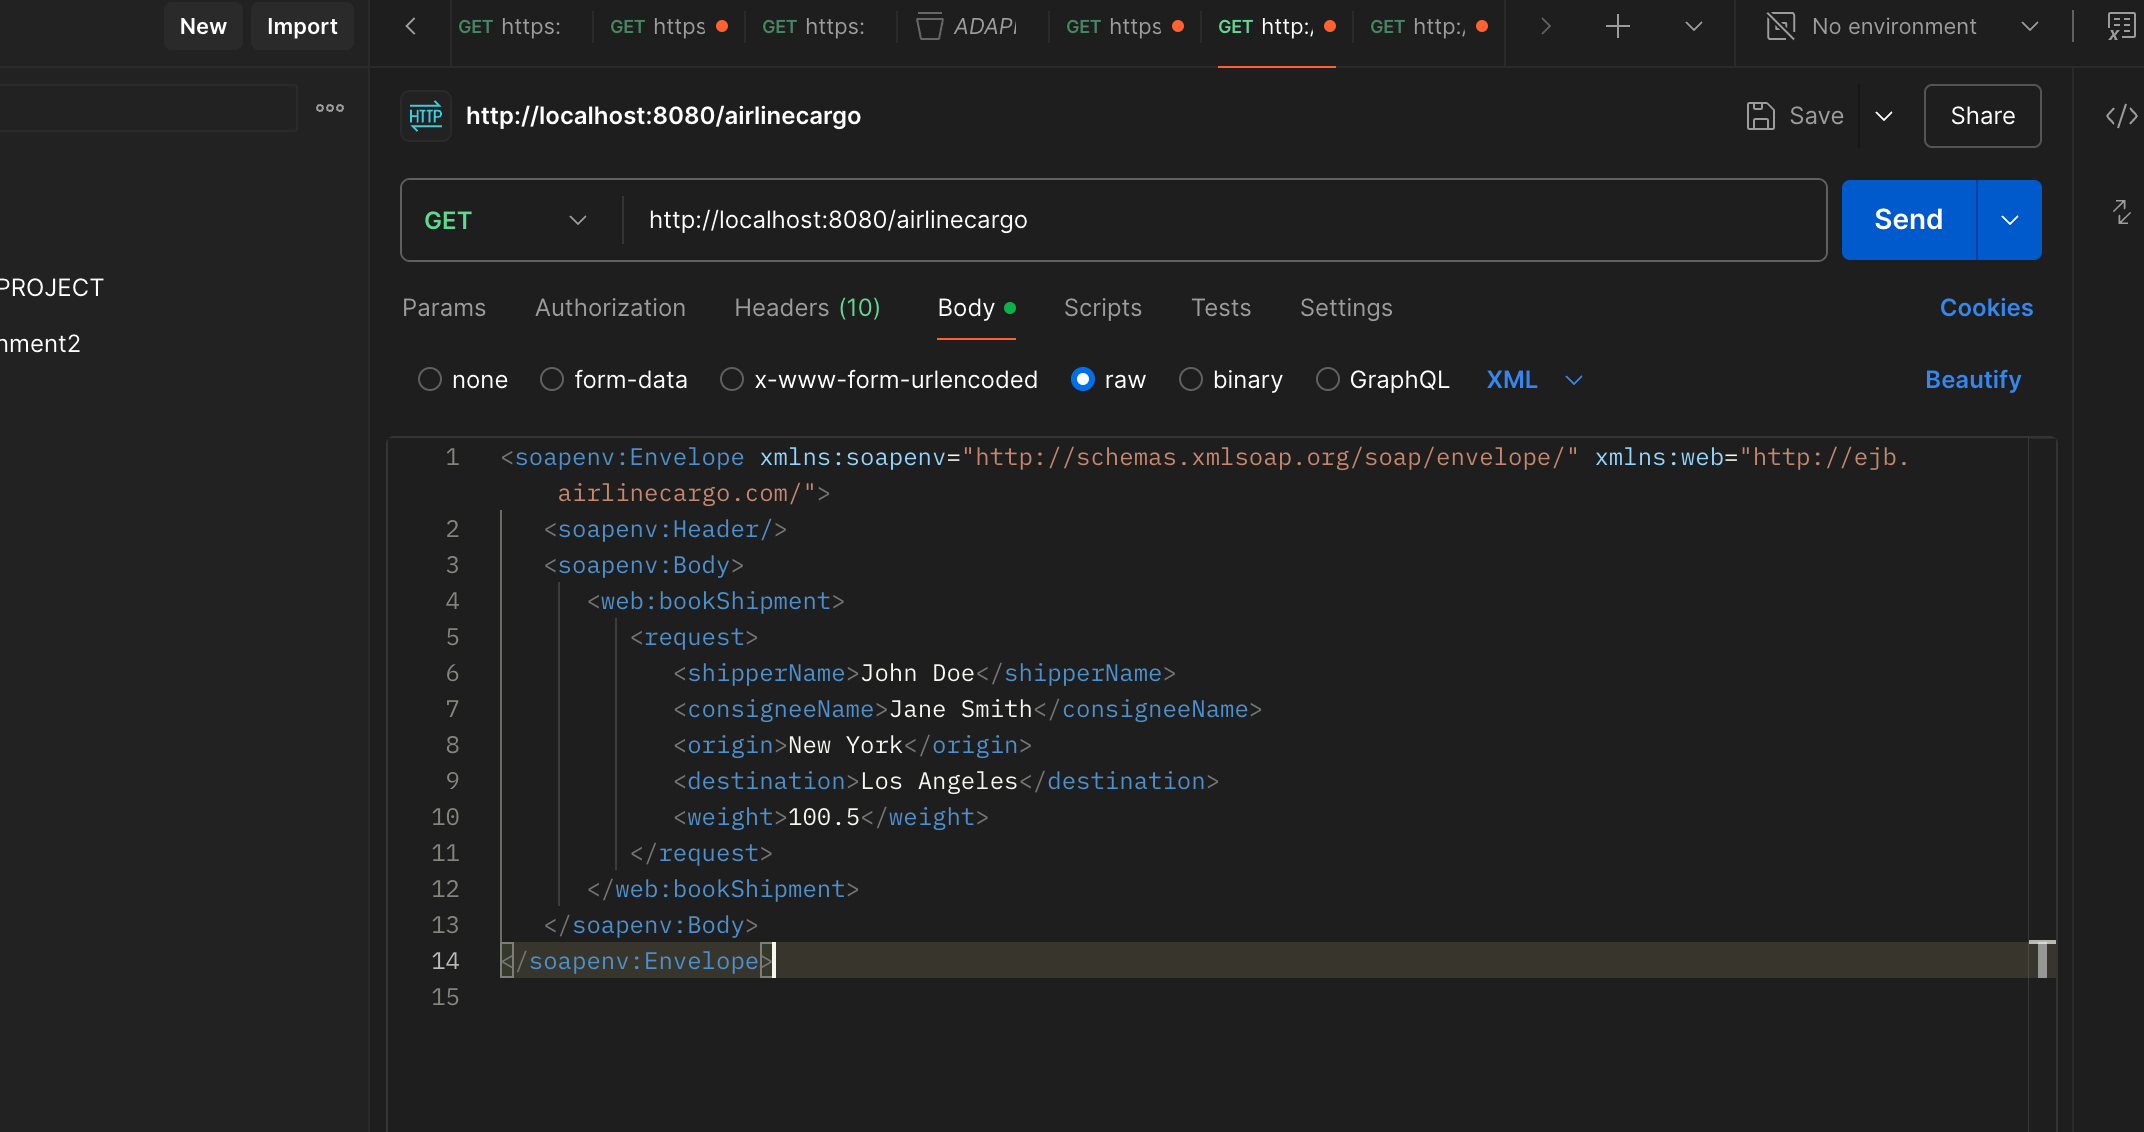 New Import
GET https: GET https GET https: ADAPI GET https GET http:/ GET http:/ No environment
HTTP http://localhost:8080/airlinecargo Save Share
GET http://localhost:8080/airlinecargo Send
Params Authorization Headers (10) Body Scripts Tests Settings Cookies
none form-data x-www-form-urlencoded raw binary GraphQL XML Beautify
PROJECT
nment2
1 <soapenv:Envelope xmlns:soapenv="http://schemas.xmlsoap.org/soap/envelope/" xmlns:web="http://ejb.
airlinecargo.com/">
2 <soapenv:Header/>
3 <soapenv:Body>
4 <web:bookShipment>
5 <request>
6 <shipperName>John Doe</shipperName>
7 <consigneeName>Jane Smith</consigneeName>
8 <origin>New York</origin>
9 <destination>Los Angeles</destination>
10 <weight>100.5</weight>
11 </request>
12 </web:bookShipment>
13 </soapenv:Body>
14 </soapenv:Envelope>
15